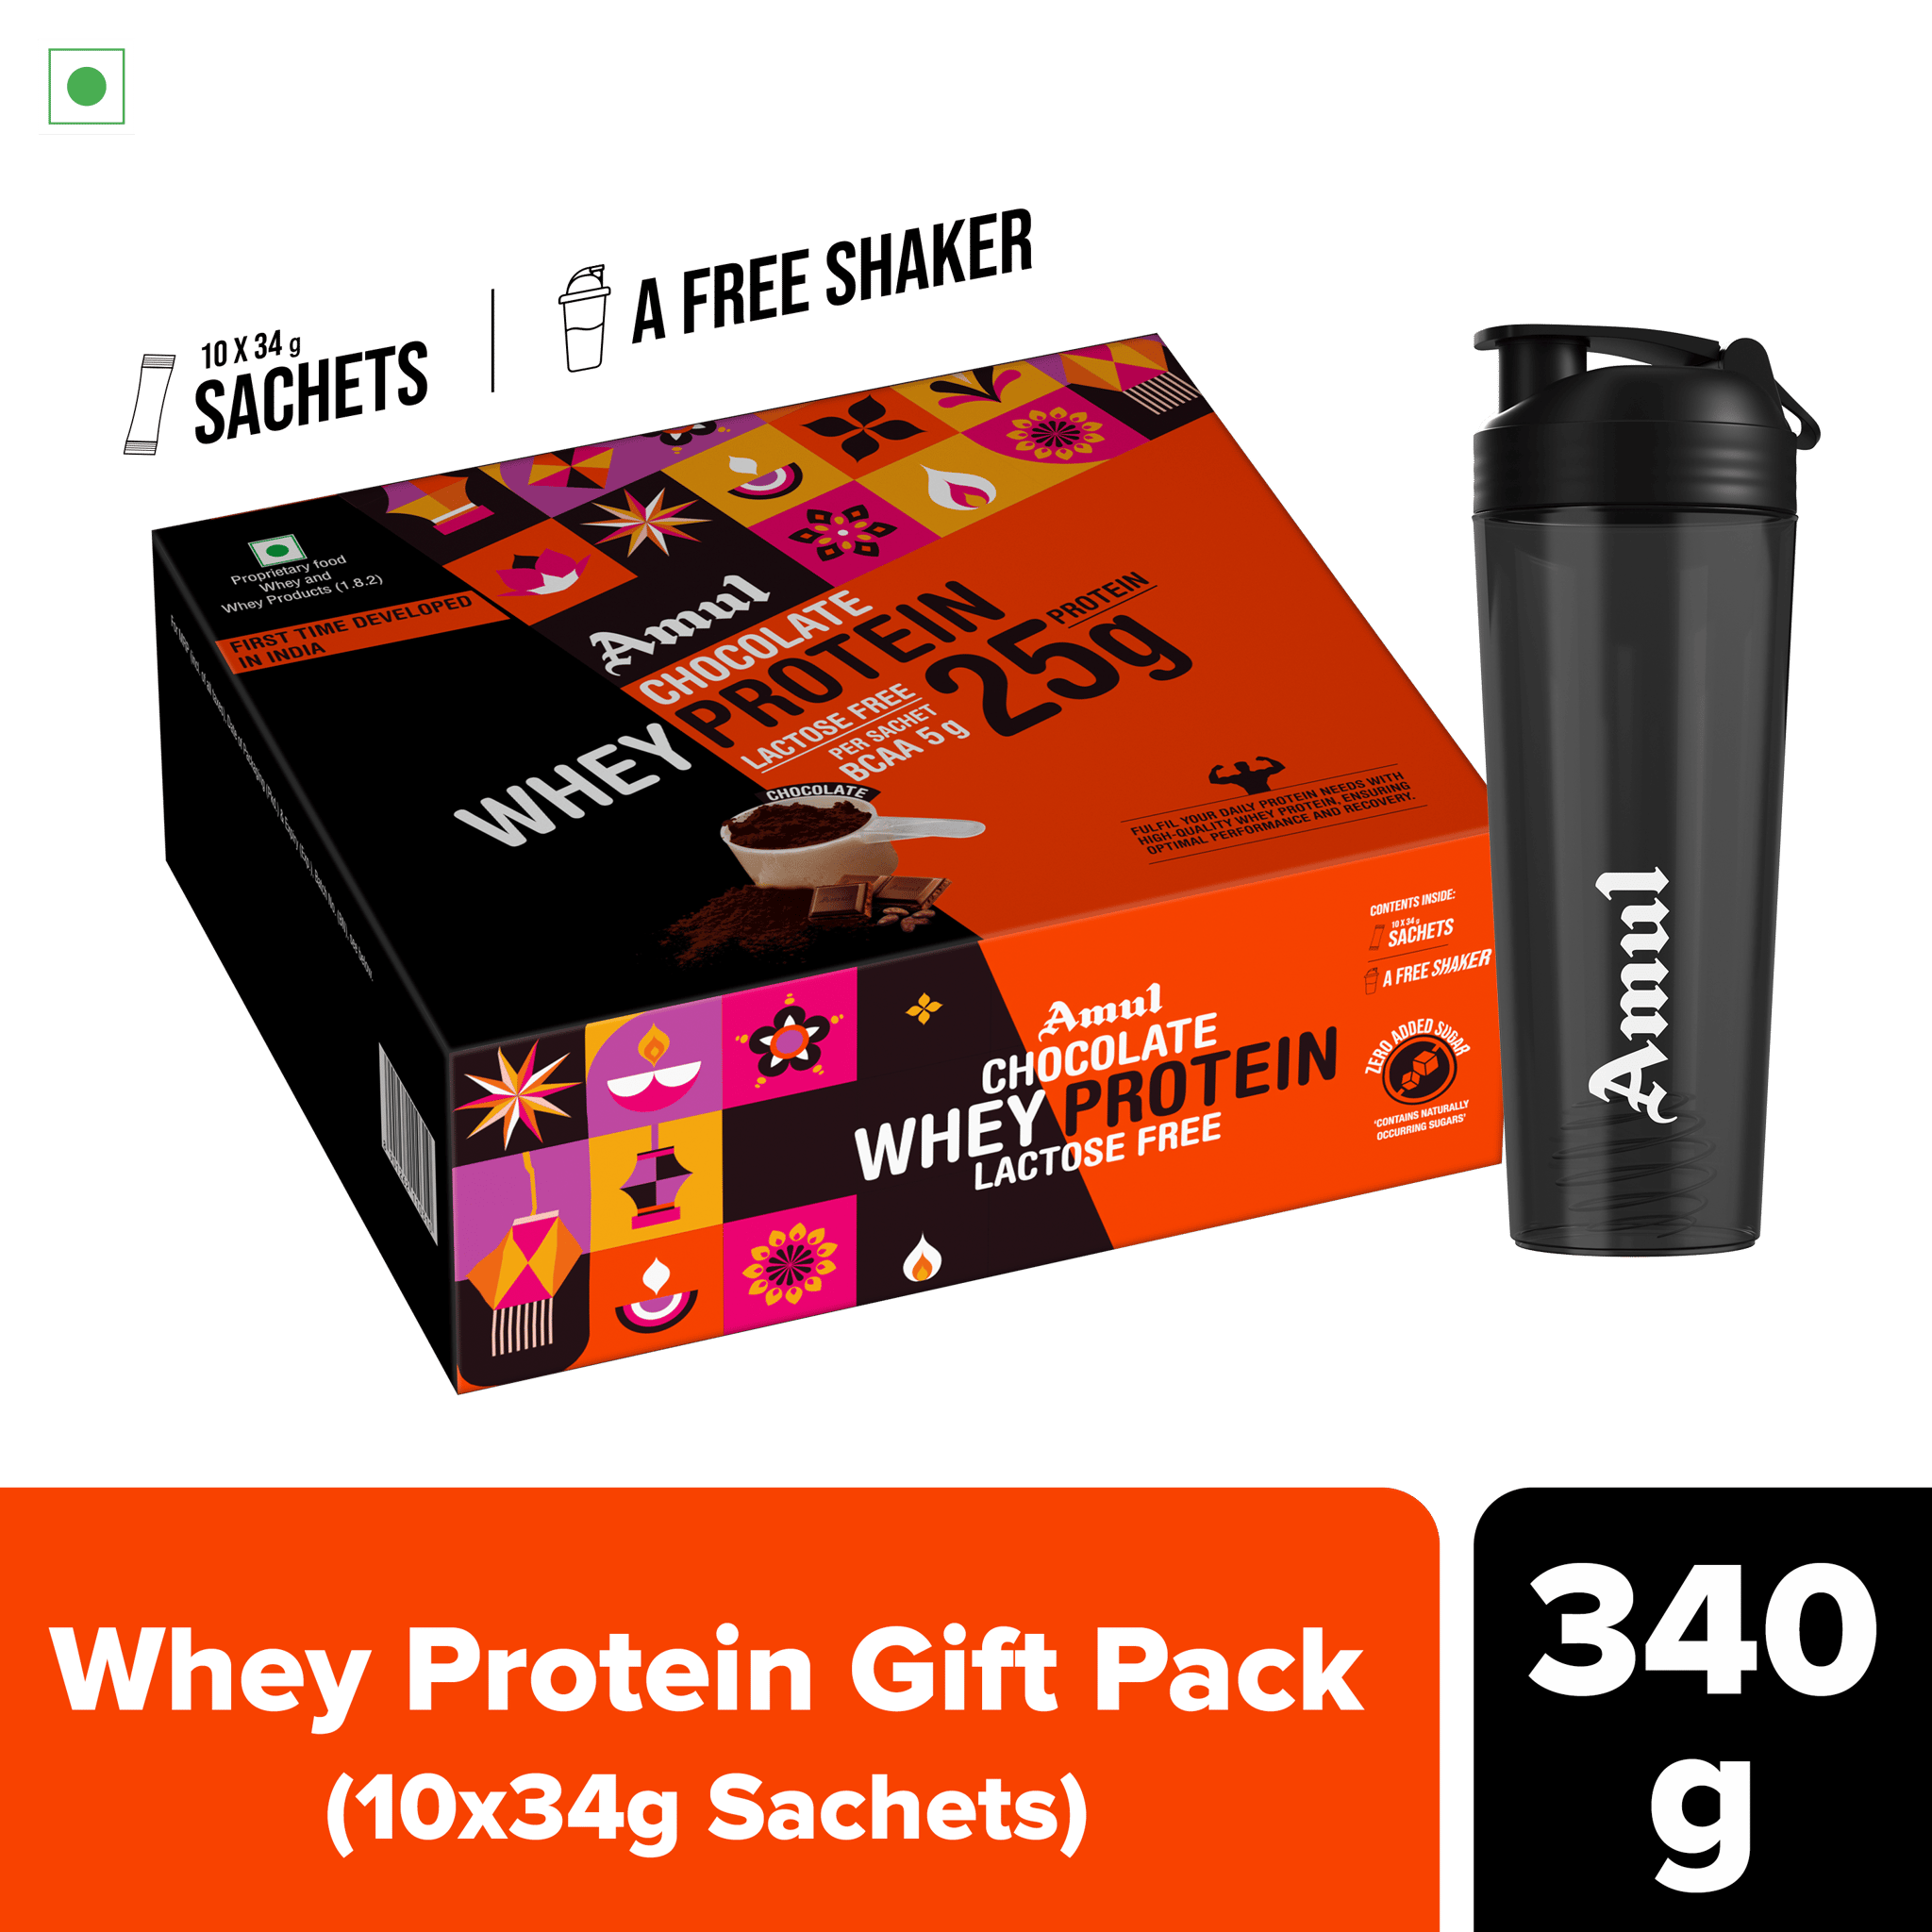 10 X 34 g
SACHETS
A FREE SHAKER
Proprietary food
Whey and
Whey Products (1.8.2)
FIRST TIME DEVELOPED
IN INDIA
Amul
CHOCOLATE
WHEY PROTEIN
LACTOSE FREE
PER SACHET
BCAA 5 g
25g
PROTEIN
CHOCOLATE
FULFIL YOUR DAILY PROTEIN NEEDS WITH
HIGH-QUALITY WHEY PROTEIN, ENSURING
OPTIMAL PERFORMANCE AND RECOVERY.
Amul
CHOCOLATE
WHEY PROTEIN
LACTOSE FREE
CONTENTS INSIDE:
10 X 34 g
SACHETS
A FREE SHAKER
ZERO ADDED SUGAR
'CONTAINS NATURALLY
OCCURRING SUGARS'
Amul
Whey Protein Gift Pack
(10x34g Sachets)
340
g